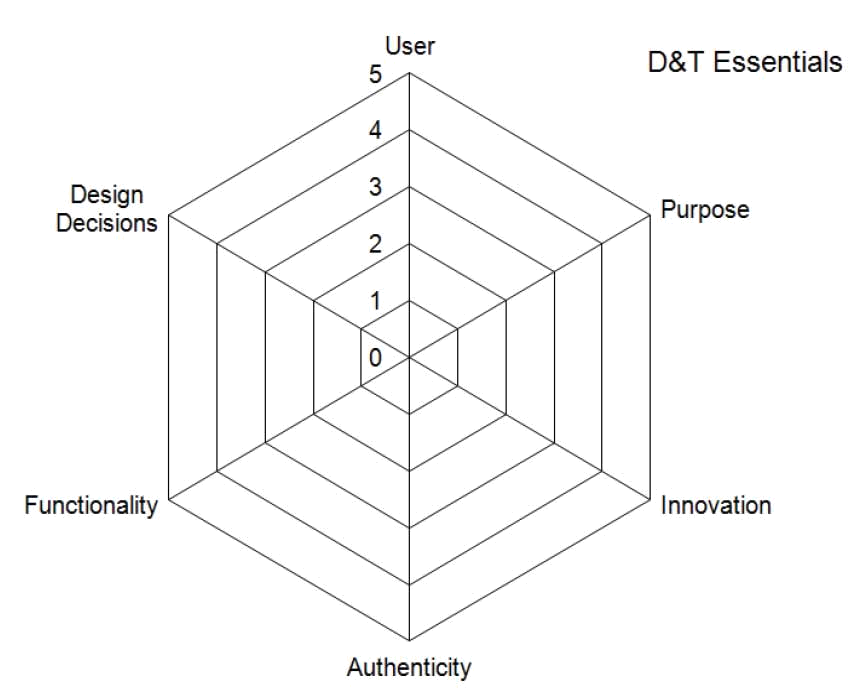 User
D&T Essentials
5
4
3
2
1
0
Design
Decisions
Purpose
Functionality
Innovation
Authenticity